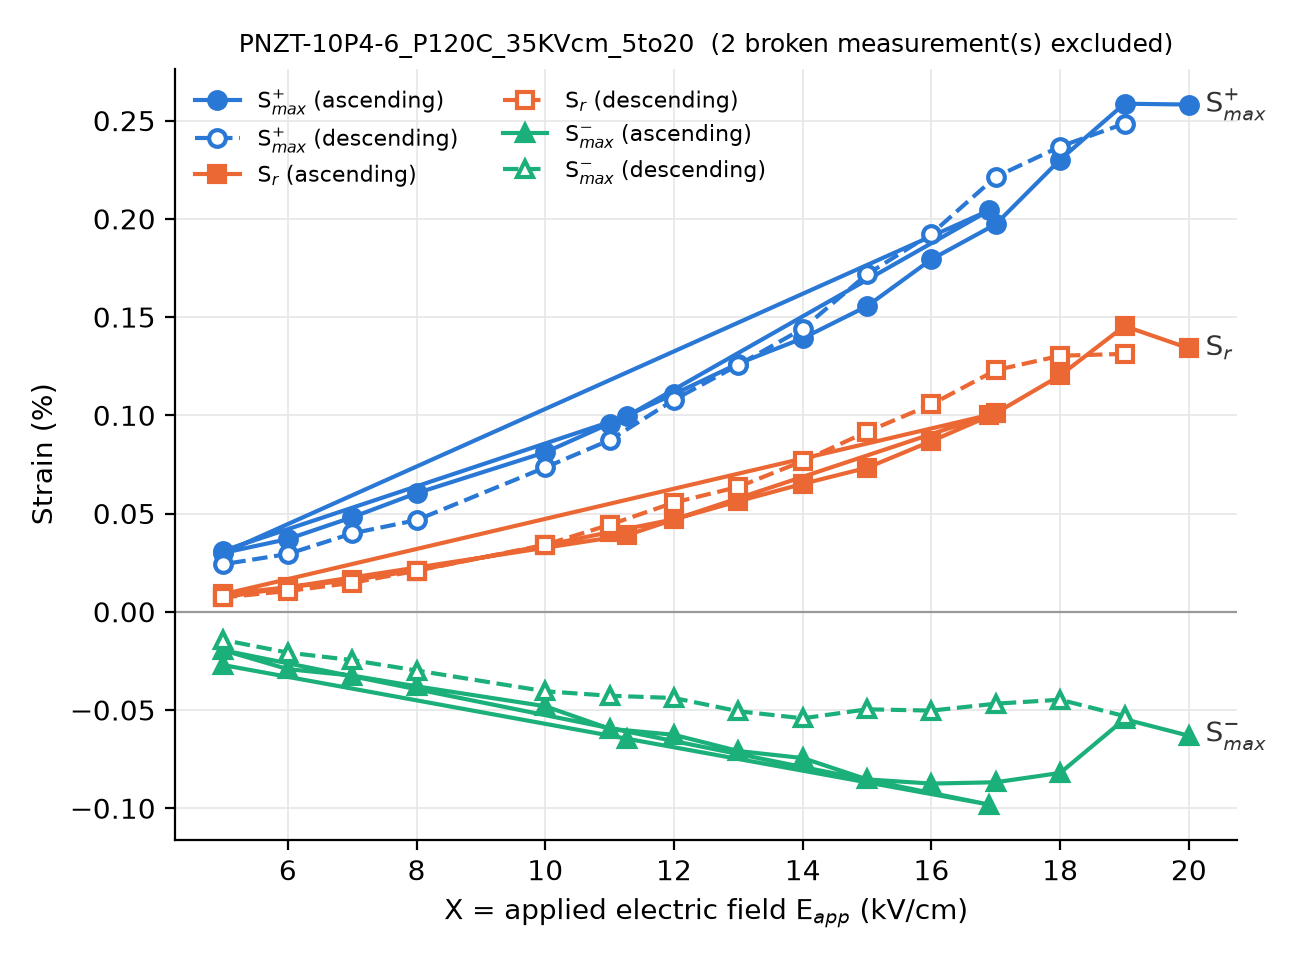 PNZT-10P4-6_P120C_35KVcm_5to20 (2 broken measurement(s) excluded)
S⁺max (ascending)
S⁺max (descending)
Sr (ascending)
Sr (descending)
S⁻max (ascending)
S⁻max (descending)
S⁺max
Sr
S⁻max
Strain (%)
0.25
0.20
0.15
0.10
0.05
0.00
−0.05
−0.10
6 8 10 12 14 16 18 20
X = applied electric field Eapp (kV/cm)